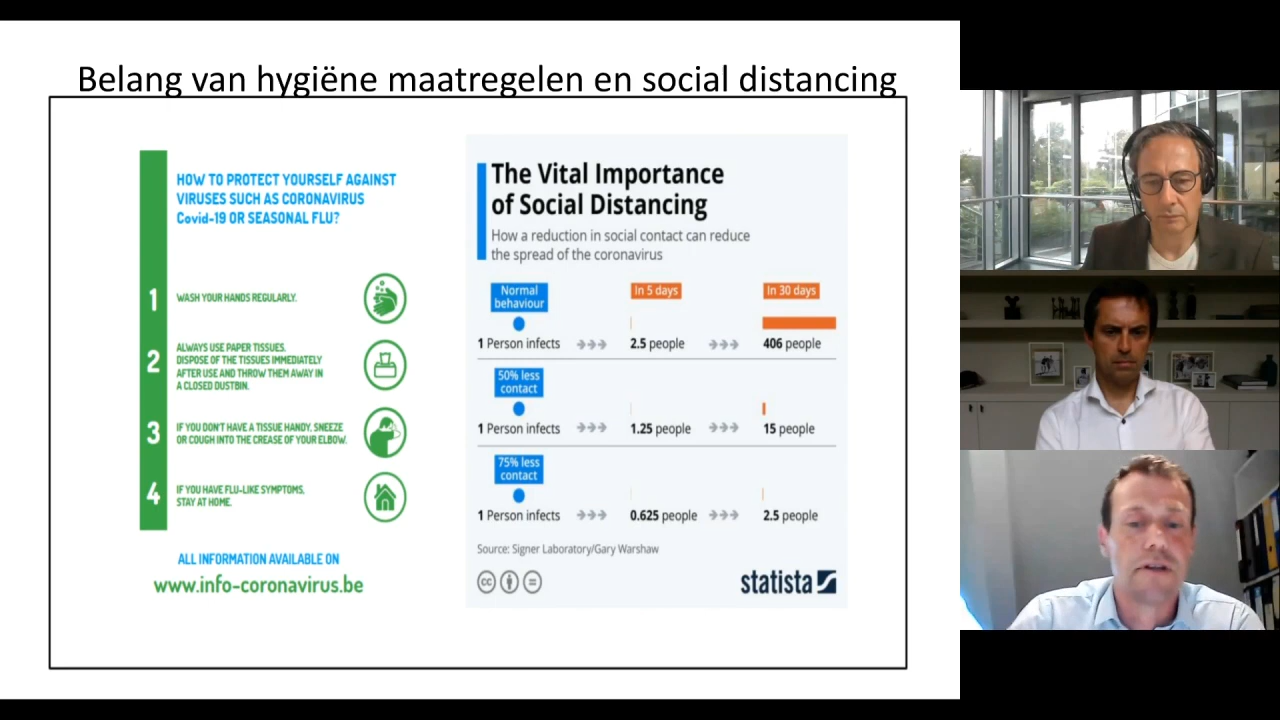 Belang van hygiëne maatregelen en social distancing
HOW TO PROTECT YOURSELF AGAINST
VIRUSES SUCH AS CORONAVIRUS
Covid-19 OR SEASONAL FLU?
1
WASH YOUR HANDS REGULARLY.
2
ALWAYS USE PAPER TISSUES.
DISPOSE OF THE TISSUES IMMEDIATELY
AFTER USE AND THROW THEM AWAY IN
A CLOSED DUSTBIN.
3
IF YOU DON'T HAVE A TISSUE HANDY, SNEEZE
OR COUGH INTO THE CREASE OF YOUR ELBOW.
4
IF YOU HAVE FLU-LIKE SYMPTOMS,
STAY AT HOME.
ALL INFORMATION AVAILABLE ON
www.info-coronavirus.be
The Vital Importance
of Social Distancing
How a reduction in social contact can reduce
the spread of the coronavirus
Normal
behaviour
In 5 days
In 30 days
1 Person infects
2.5 people
406 people
50% less
contact
1 Person infects
1.25 people
15 people
75% less
contact
1 Person infects
0.625 people
2.5 people
Source: Signer Laboratory/Gary Warshaw
cc
statista